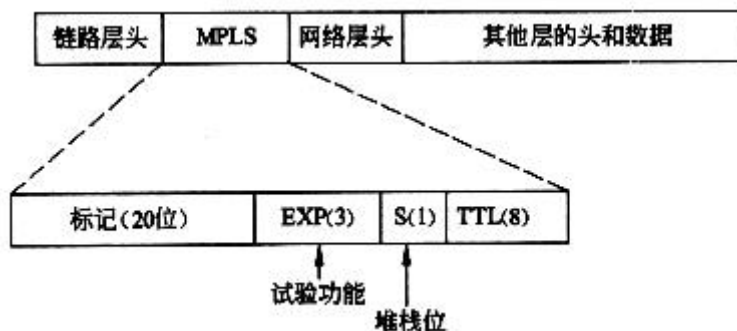 链路层头 MPLS 网络层头 其他层的头和数据
标记(20位) EXP(3) S(1) TTL(8)
试验功能
堆栈位